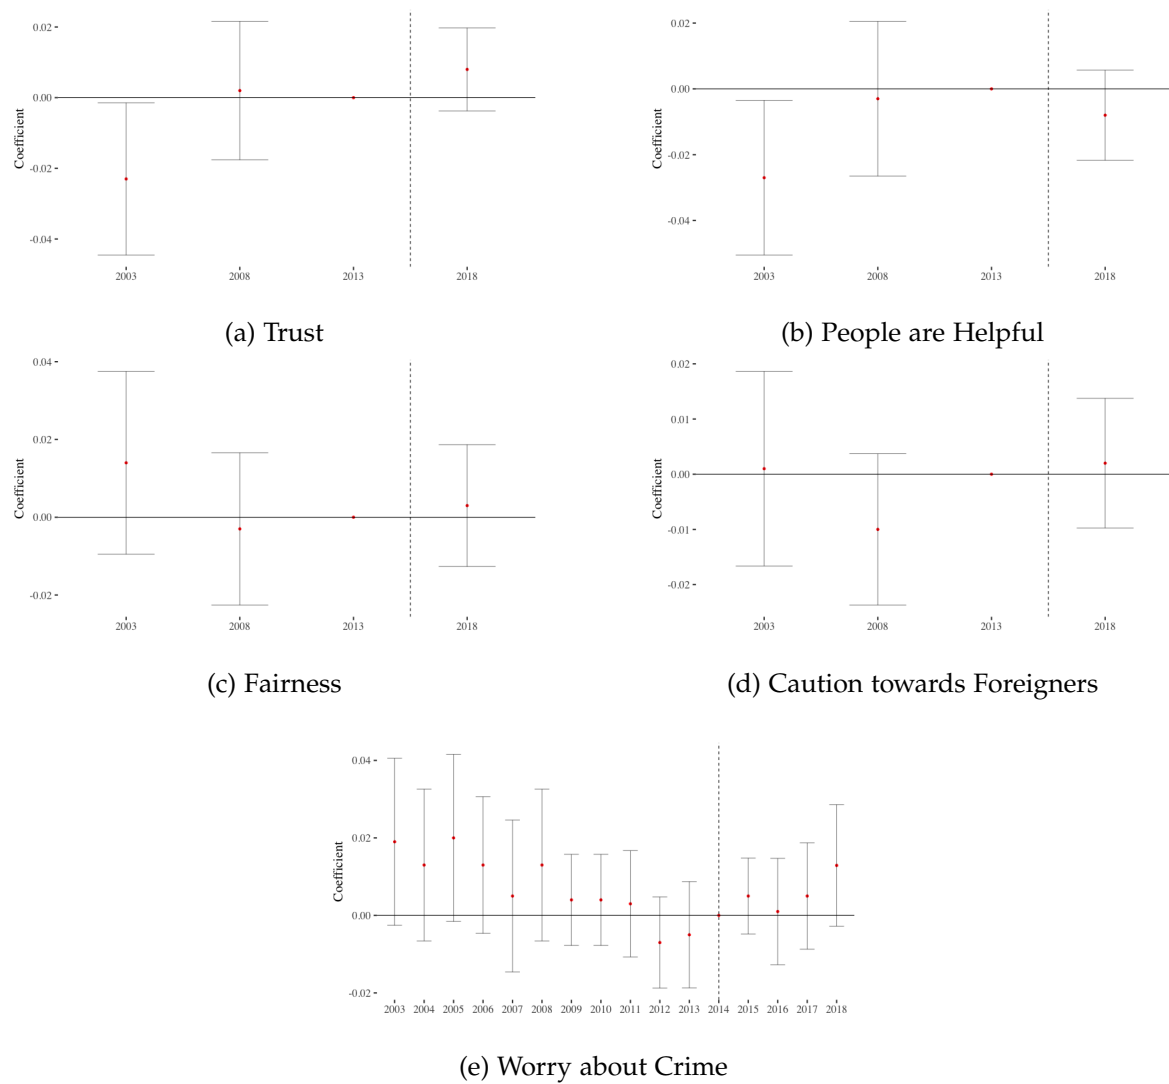 0.02
0.00
-0.02
-0.04
Coefficient
2003 2008 2013 2018
(a) Trust
0.02
0.00
-0.02
-0.04
Coefficient
2003 2008 2013 2018
(b) People are Helpful
0.04
0.02
0.00
-0.02
Coefficient
2003 2008 2013 2018
(c) Fairness
0.02
0.01
0.00
-0.01
-0.02
Coefficient
2003 2008 2013 2018
(d) Caution towards Foreigners
0.04
0.02
0.00
-0.02
Coefficient
2003 2004 2005 2006 2007 2008 2009 2010 2011 2012 2013 2014 2015 2016 2017 2018
(e) Worry about Crime